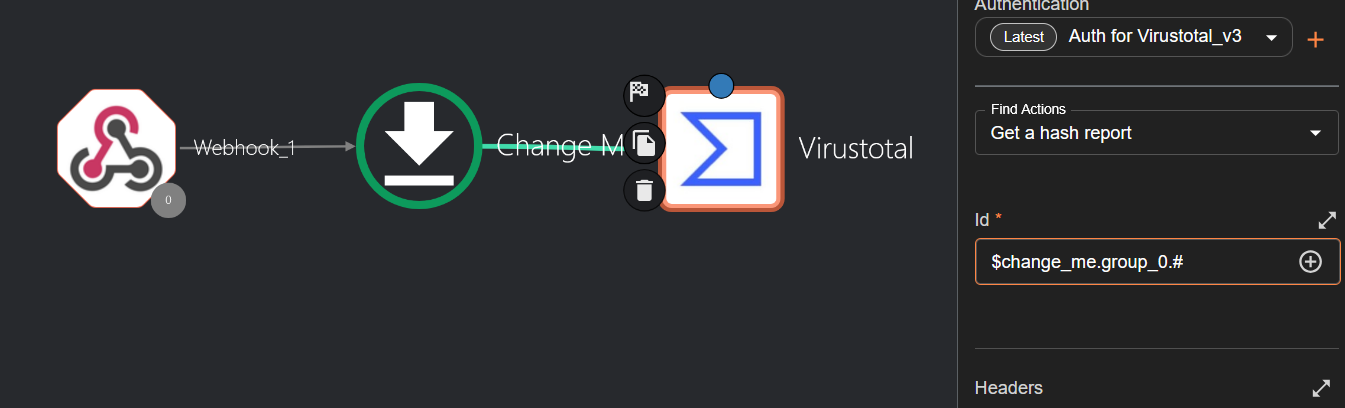 Authentication
Latest
Auth for Virustotal_v3
Find Actions
Get a hash report
Webhook_1
0
Change M
Virustotal
Id *
$change_me.group_0.#
Headers